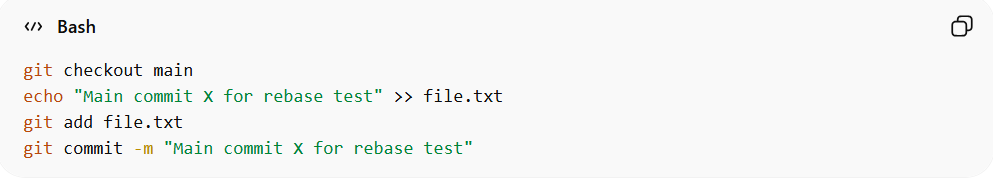 </> Bash
git checkout main
echo "Main commit X for rebase test" >> file.txt
git add file.txt
git commit -m "Main commit X for rebase test"